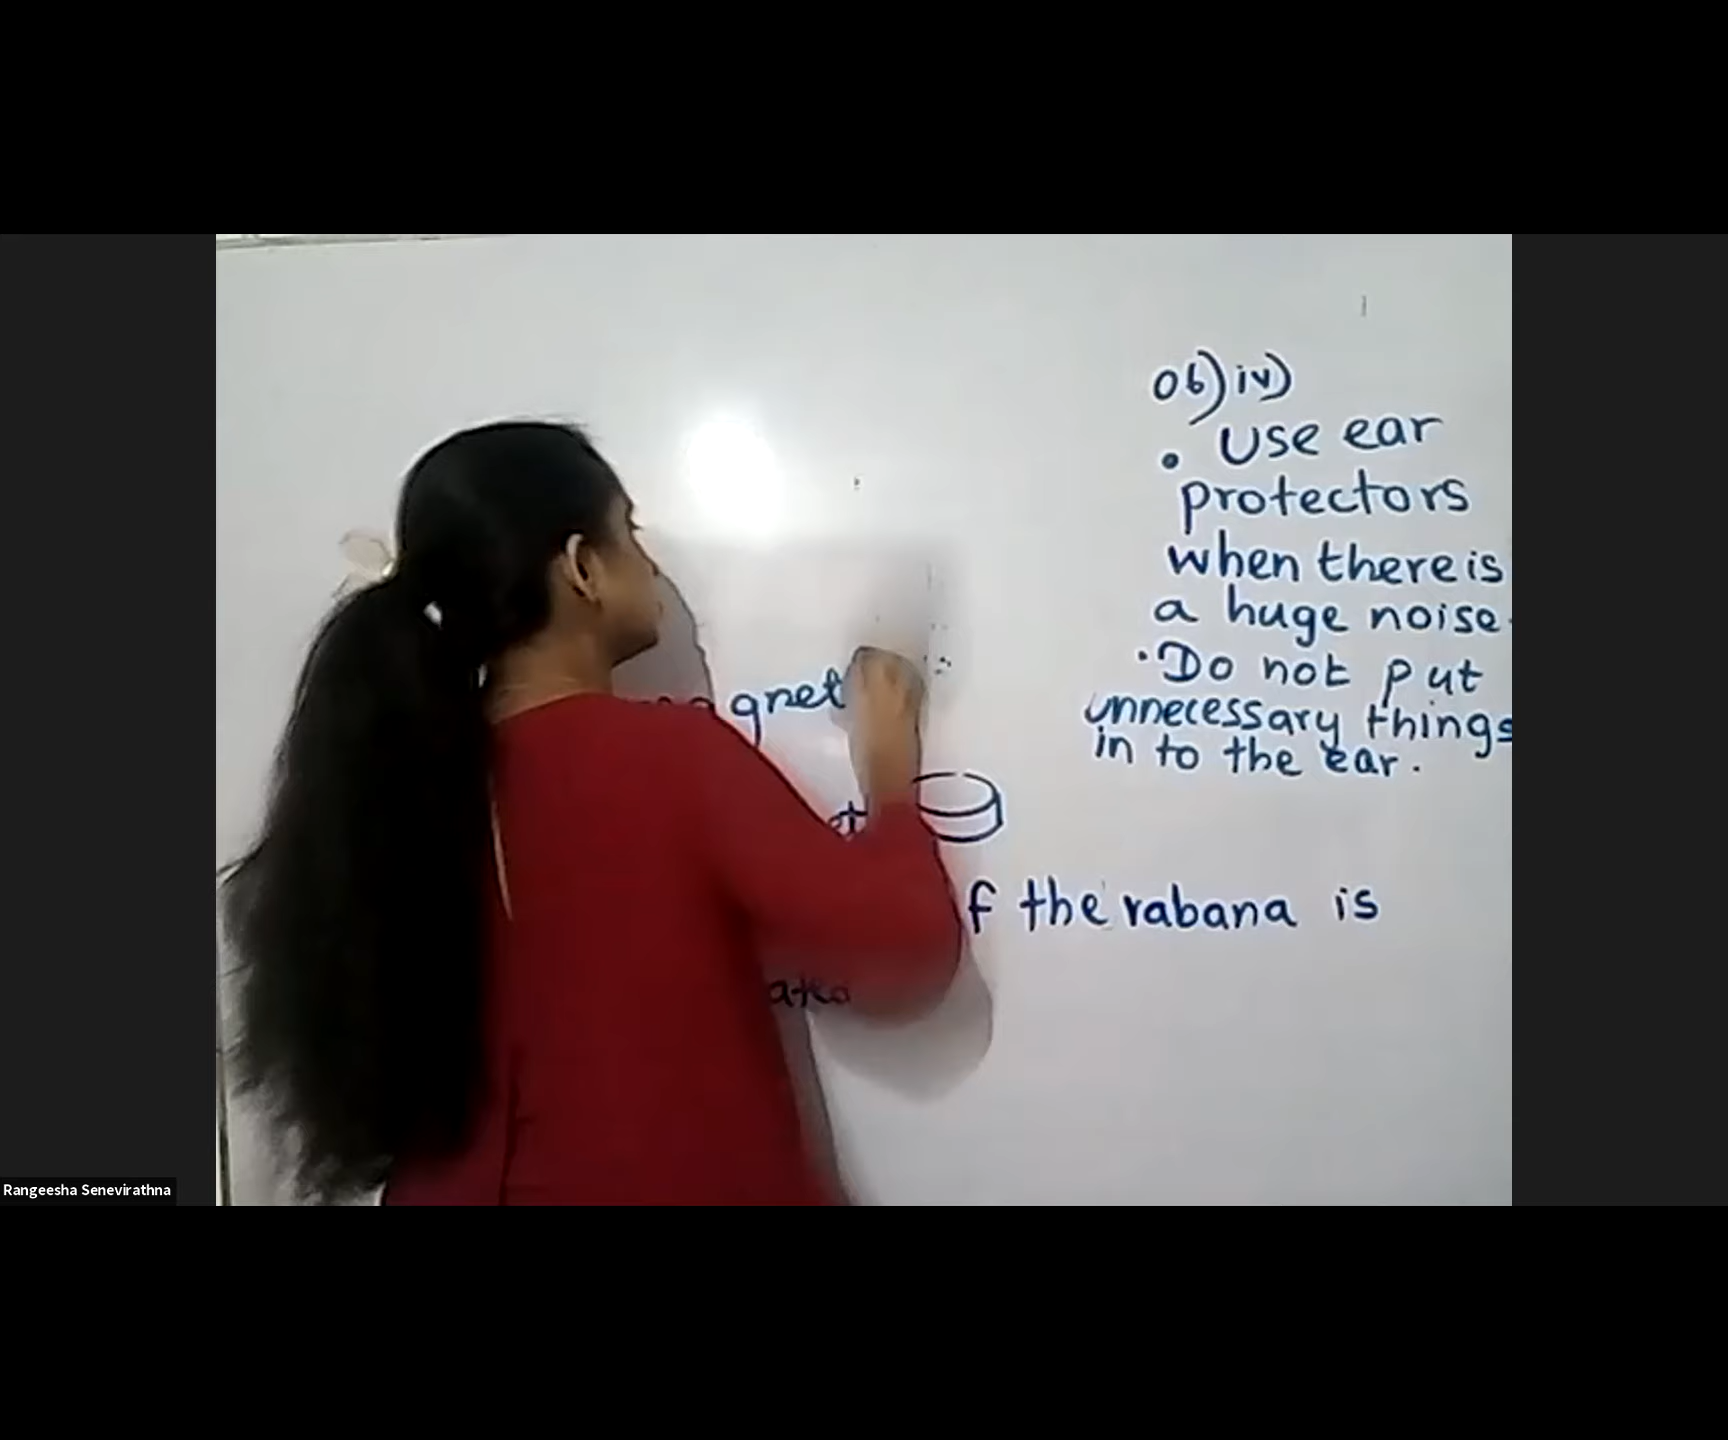 06) iv)
• Use ear
protectors
when there is
a huge noise.
• Do not put
unnecessary things
in to the ear.
magnet
f the rabana is
Rangeesha Senevirathna